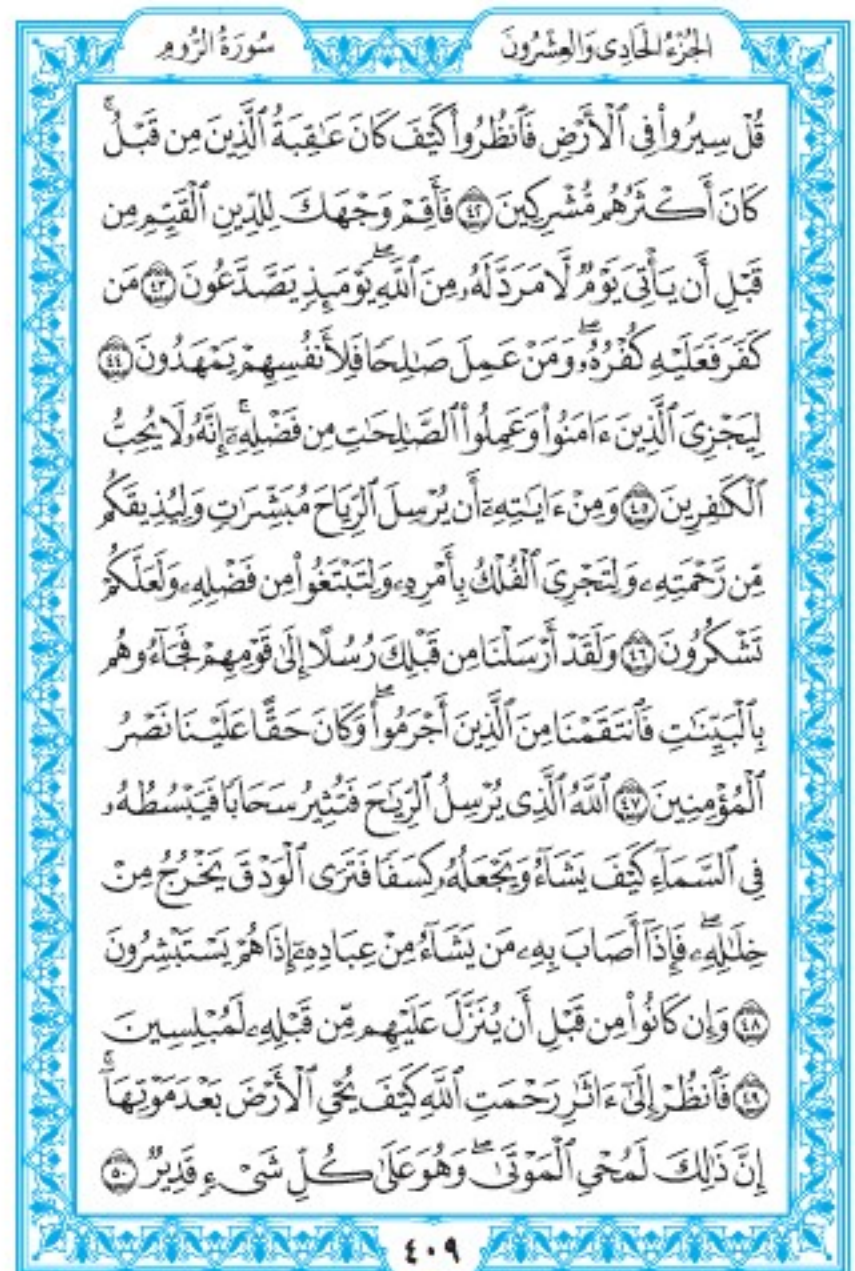 الجُزْءُ الحَادِى وَالعِشْرُونَ
سُورَةُ الرُّومِ
قُلْ سِيرُوا۟ فِى ٱلْأَرْضِ فَٱنظُرُوا۟ كَيْفَ كَانَ عَـٰقِبَةُ ٱلَّذِينَ مِن قَبْلُ ۚ
كَانَ أَكْثَرُهُم مُّشْرِكِينَ ٤٢ فَأَقِمْ وَجْهَكَ لِلدِّينِ ٱلْقَيِّمِ مِن
قَبْلِ أَن يَأْتِىَ يَوْمٌ لَّا مَرَدَّ لَهُۥ مِنَ ٱللَّهِ ۖ يَوْمَئِذٍ يَصَّدَّعُونَ ٤٣ مَن
كَفَرَ فَعَلَيْهِ كُفْرُهُۥ ۖ وَمَنْ عَمِلَ صَـٰلِحًا فَلِأَنفُسِهِمْ يَمْهَدُونَ ٤٤
لِيَجْزِىَ ٱلَّذِينَ ءَامَنُوا۟ وَعَمِلُوا۟ ٱلصَّـٰلِحَـٰتِ مِن فَضْلِهِۦٓ ۚ إِنَّهُۥ لَا يُحِبُّ
ٱلْكَـٰفِرِينَ ٤٥ وَمِنْ ءَايَـٰتِهِۦٓ أَن يُرْسِلَ ٱلرِّيَاحَ مُبَشِّرَٰتٍ وَلِيُذِيقَكُم
مِّن رَّحْمَتِهِۦ وَلِتَجْرِىَ ٱلْفُلْكُ بِأَمْرِهِۦ وَلِتَبْتَغُوا۟ مِن فَضْلِهِۦ وَلَعَلَّكُمْ
تَشْكُرُونَ ٤٦ وَلَقَدْ أَرْسَلْنَا مِن قَبْلِكَ رُسُلًا إِلَىٰ قَوْمِهِمْ فَجَآءُوهُم
بِٱلْبَيِّنَـٰتِ فَٱنتَقَمْنَا مِنَ ٱلَّذِينَ أَجْرَمُوا۟ ۖ وَكَانَ حَقًّا عَلَيْنَا نَصْرُ
ٱلْمُؤْمِنِينَ ٤٧ ٱللَّهُ ٱلَّذِى يُرْسِلُ ٱلرِّيَـٰحَ فَتُثِيرُ سَحَابًا فَيَبْسُطُهُۥ
فِى ٱلسَّمَآءِ كَيْفَ يَشَآءُ وَيَجْعَلُهُۥ كِسَفًا فَتَرَى ٱلْوَدْقَ يَخْرُجُ مِنْ
خِلَـٰلِهِۦ ۖ فَإِذَآ أَصَابَ بِهِۦ مَن يَشَآءُ مِنْ عِبَادِهِۦٓ إِذَا هُمْ يَسْتَبْشِرُونَ
٤٨ وَإِن كَانُوا۟ مِن قَبْلِ أَن يُنَزَّلَ عَلَيْهِم مِّن قَبْلِهِۦ لَمُبْلِسِينَ
٤٩ فَٱنظُرْ إِلَىٰٓ ءَاثَـٰرِ رَحْمَتِ ٱللَّهِ كَيْفَ يُحْىِ ٱلْأَرْضَ بَعْدَ مَوْتِهَآ ۚ
إِنَّ ذَٰلِكَ لَمُحْىِ ٱلْمَوْتَىٰ ۖ وَهُوَ عَلَىٰ كُلِّ شَىْءٍ قَدِيرٌ ٥٠
٤٠٩